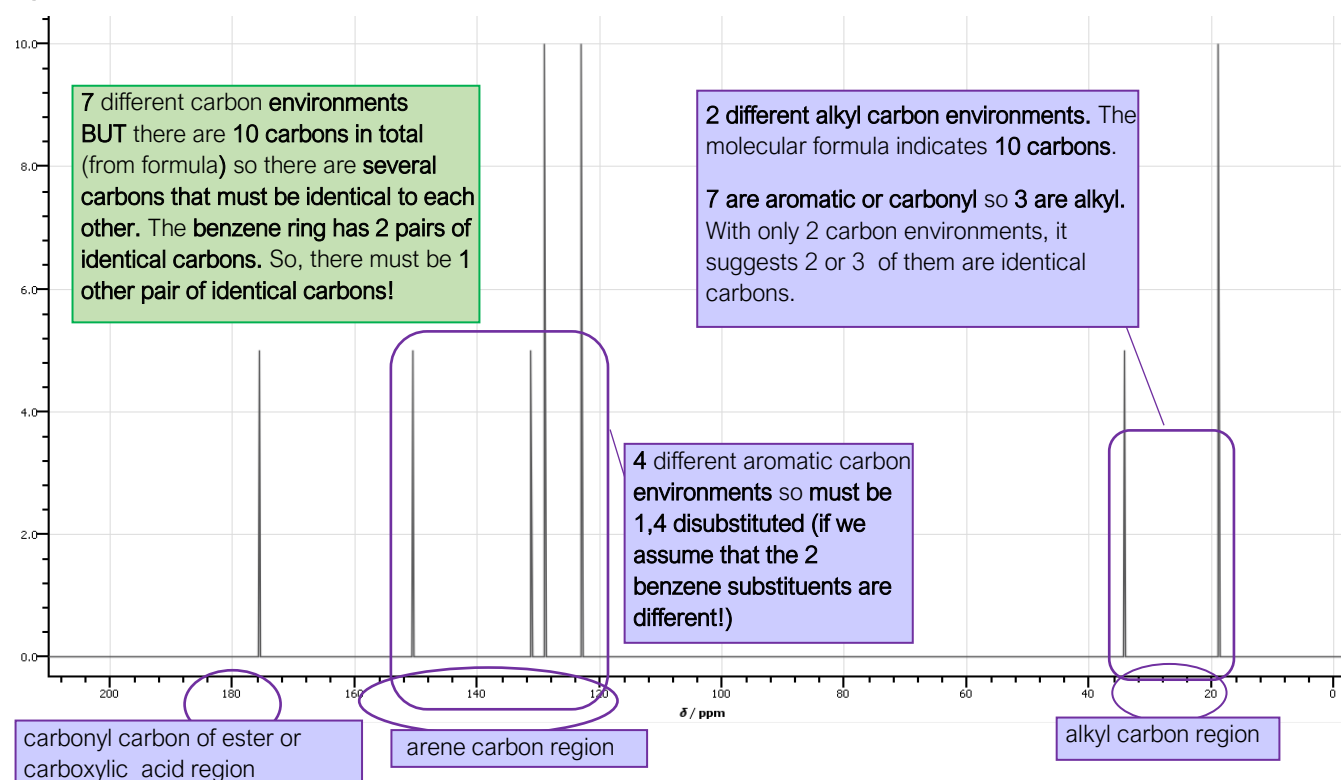 10.0
8.0
6.0
4.0
2.0
0.0
7 different carbon environments
BUT there are 10 carbons in total
(from formula) so there are several
carbons that must be identical to each
other. The benzene ring has 2 pairs of
identical carbons. So, there must be 1
other pair of identical carbons!
2 different alkyl carbon environments. The
molecular formula indicates 10 carbons.
7 are aromatic or carbonyl so 3 are alkyl.
With only 2 carbon environments, it
suggests 2 or 3 of them are identical
carbons.
4 different aromatic carbon
environments so must be
1,4 disubstituted (if we
assume that the 2
benzene substituents are
different!)
200 180 160 140 120 100 80 60 40 20 0
δ / ppm
carbonyl carbon of ester or
carboxylic acid region
arene carbon region
alkyl carbon region